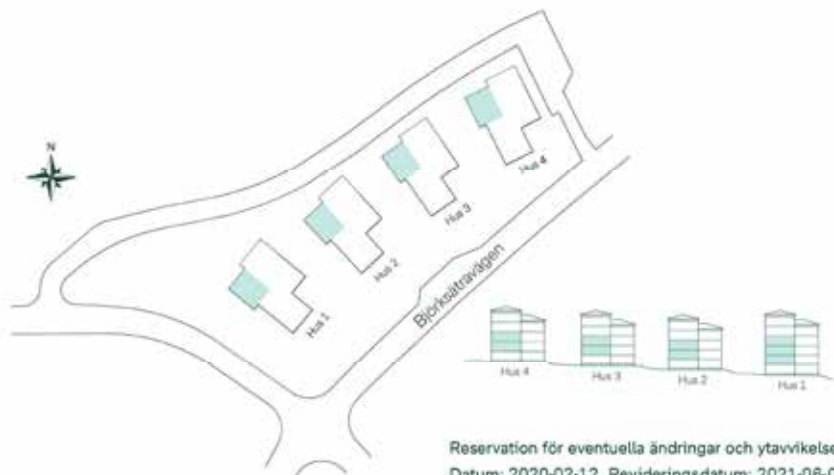 N
Hus 4
Hus 3
Hus 2
Hus 1
Björksätravägen
Hus 4
Hus 3
Hus 2
Hus 1
Reservation för eventuella ändringar och ytavvikelse
Datum: 2020-02-12 Revideringsdatum: 2021-06-0